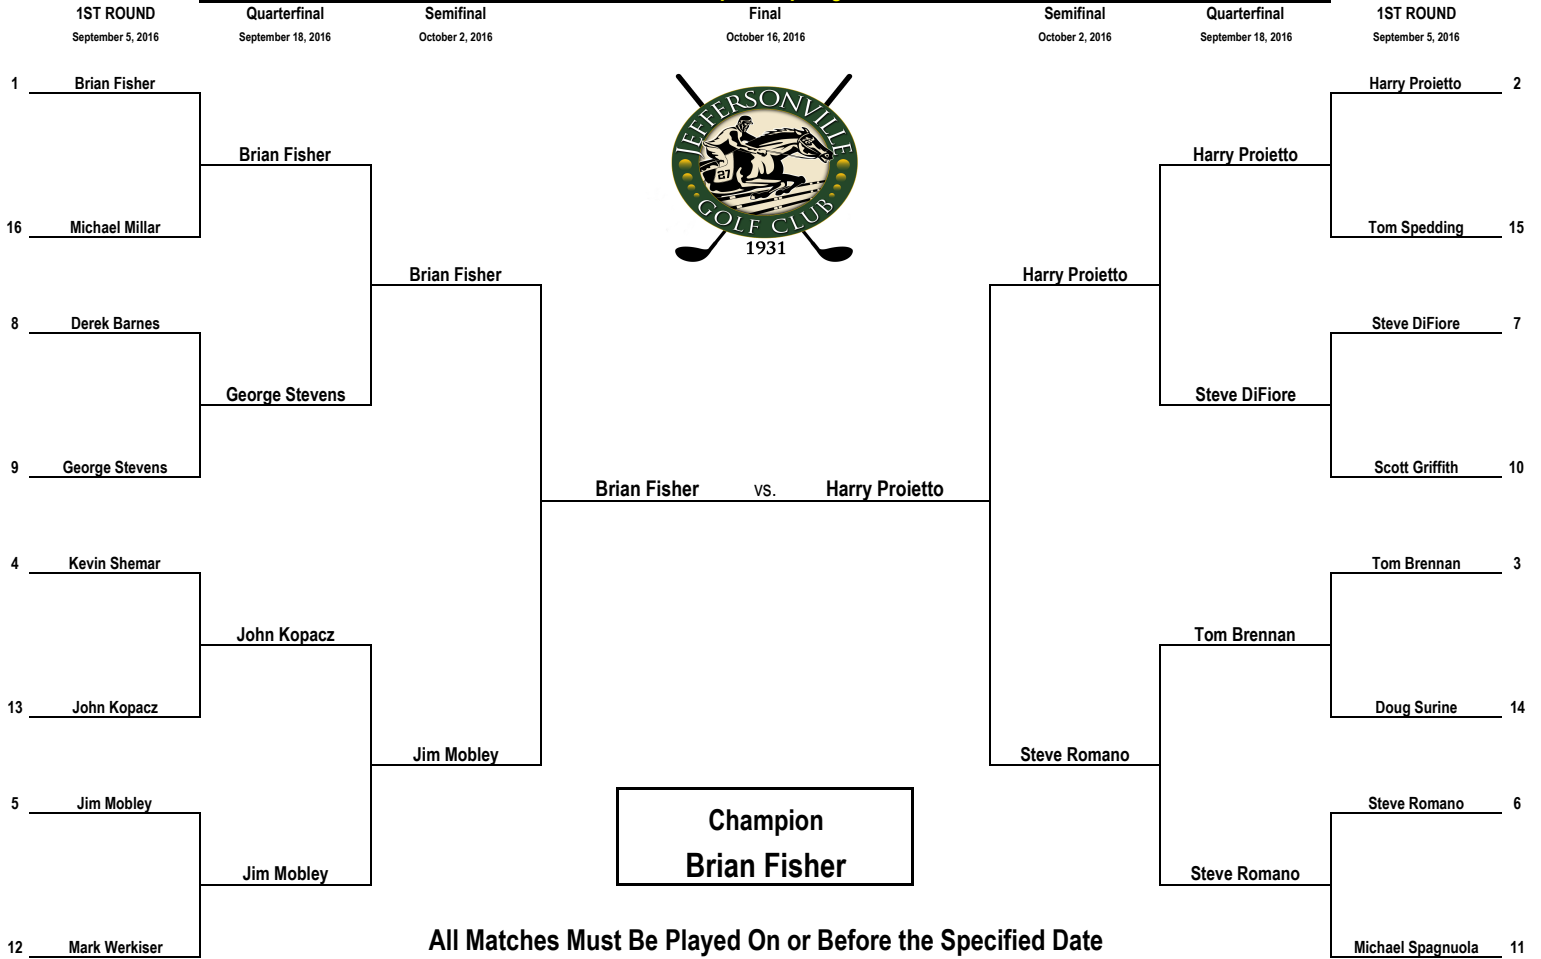 1ST ROUND Quarterfinal Semifinal Final Semifinal Quarterfinal 1ST ROUND
September 5, 2016 September 18, 2016 October 2, 2016 October 16, 2016 October 2, 2016 September 18, 2016 September 5, 2016
1 Brian Fisher Harry Proietto 2
JEFFERSONVILLE
Brian Fisher Harry Proietto
27
GOLF CLUB
16 Michael Millar Tom Spedding 15
1931
Brian Fisher Harry Proietto
8 Derek Barnes Steve DiFiore 7
George Stevens Steve DiFiore
9 George Stevens Scott Griffith 10
Brian Fisher vs. Harry Proietto
4 Kevin Shemar Tom Brennan 3
John Kopacz Tom Brennan
13 John Kopacz Doug Surine 14
Jim Mobley Steve Romano
5 Jim Mobley Steve Romano 6
Champion
Brian Fisher
Jim Mobley Steve Romano
All Matches Must Be Played On or Before the Specified Date
12 Mark Werkiser Michael Spagnuola 11